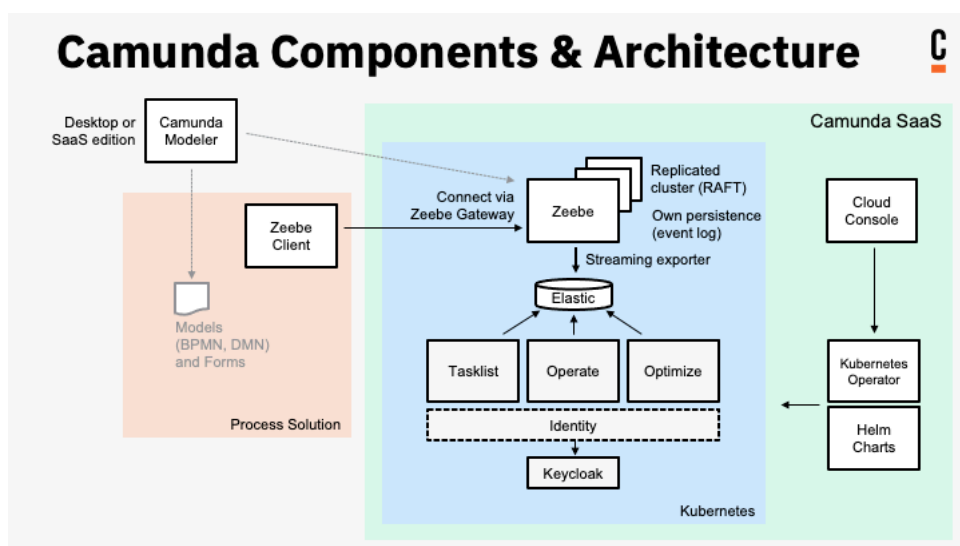 Camunda Components & Architecture
C
Desktop or
SaaS edition
Camunda
Modeler
Camunda SaaS
Connect via
Zeebe Gateway
Zeebe
Replicated
cluster (RAFT)
Own persistence
(event log)
Cloud
Console
Zeebe
Client
Streaming exporter
Elastic
Models
(BPMN, DMN)
and Forms
Tasklist
Operate
Optimize
Kubernetes
Operator
Process Solution
Identity
Helm
Charts
Keycloak
Kubernetes